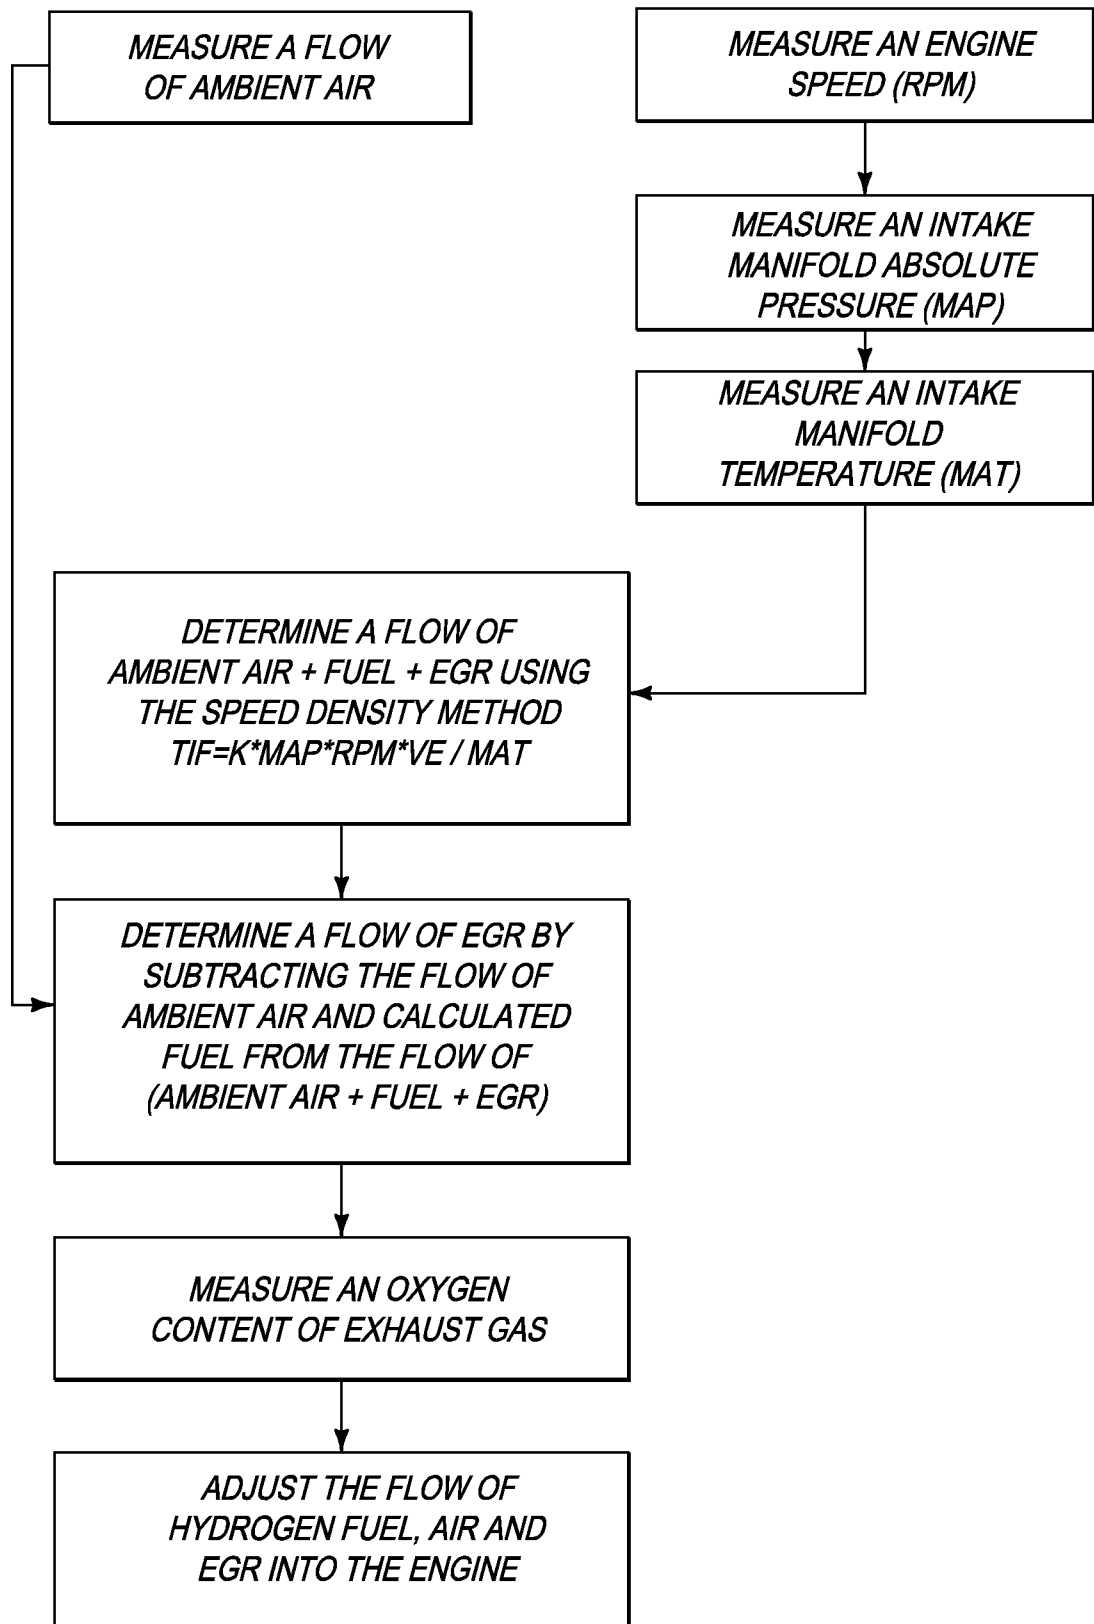 MEASURE A FLOW
OF AMBIENT AIR
MEASURE AN ENGINE
SPEED (RPM)
MEASURE AN INTAKE
MANIFOLD ABSOLUTE
PRESSURE (MAP)
MEASURE AN INTAKE
MANIFOLD
TEMPERATURE (MAT)
DETERMINE A FLOW OF
AMBIENT AIR + FUEL + EGR USING
THE SPEED DENSITY METHOD
TIF=K*MAP*RPM*VE / MAT
DETERMINE A FLOW OF EGR BY
SUBTRACTING THE FLOW OF
AMBIENT AIR AND CALCULATED
FUEL FROM THE FLOW OF
(AMBIENT AIR + FUEL + EGR)
MEASURE AN OXYGEN
CONTENT OF EXHAUST GAS
ADJUST THE FLOW OF
HYDROGEN FUEL, AIR AND
EGR INTO THE ENGINE